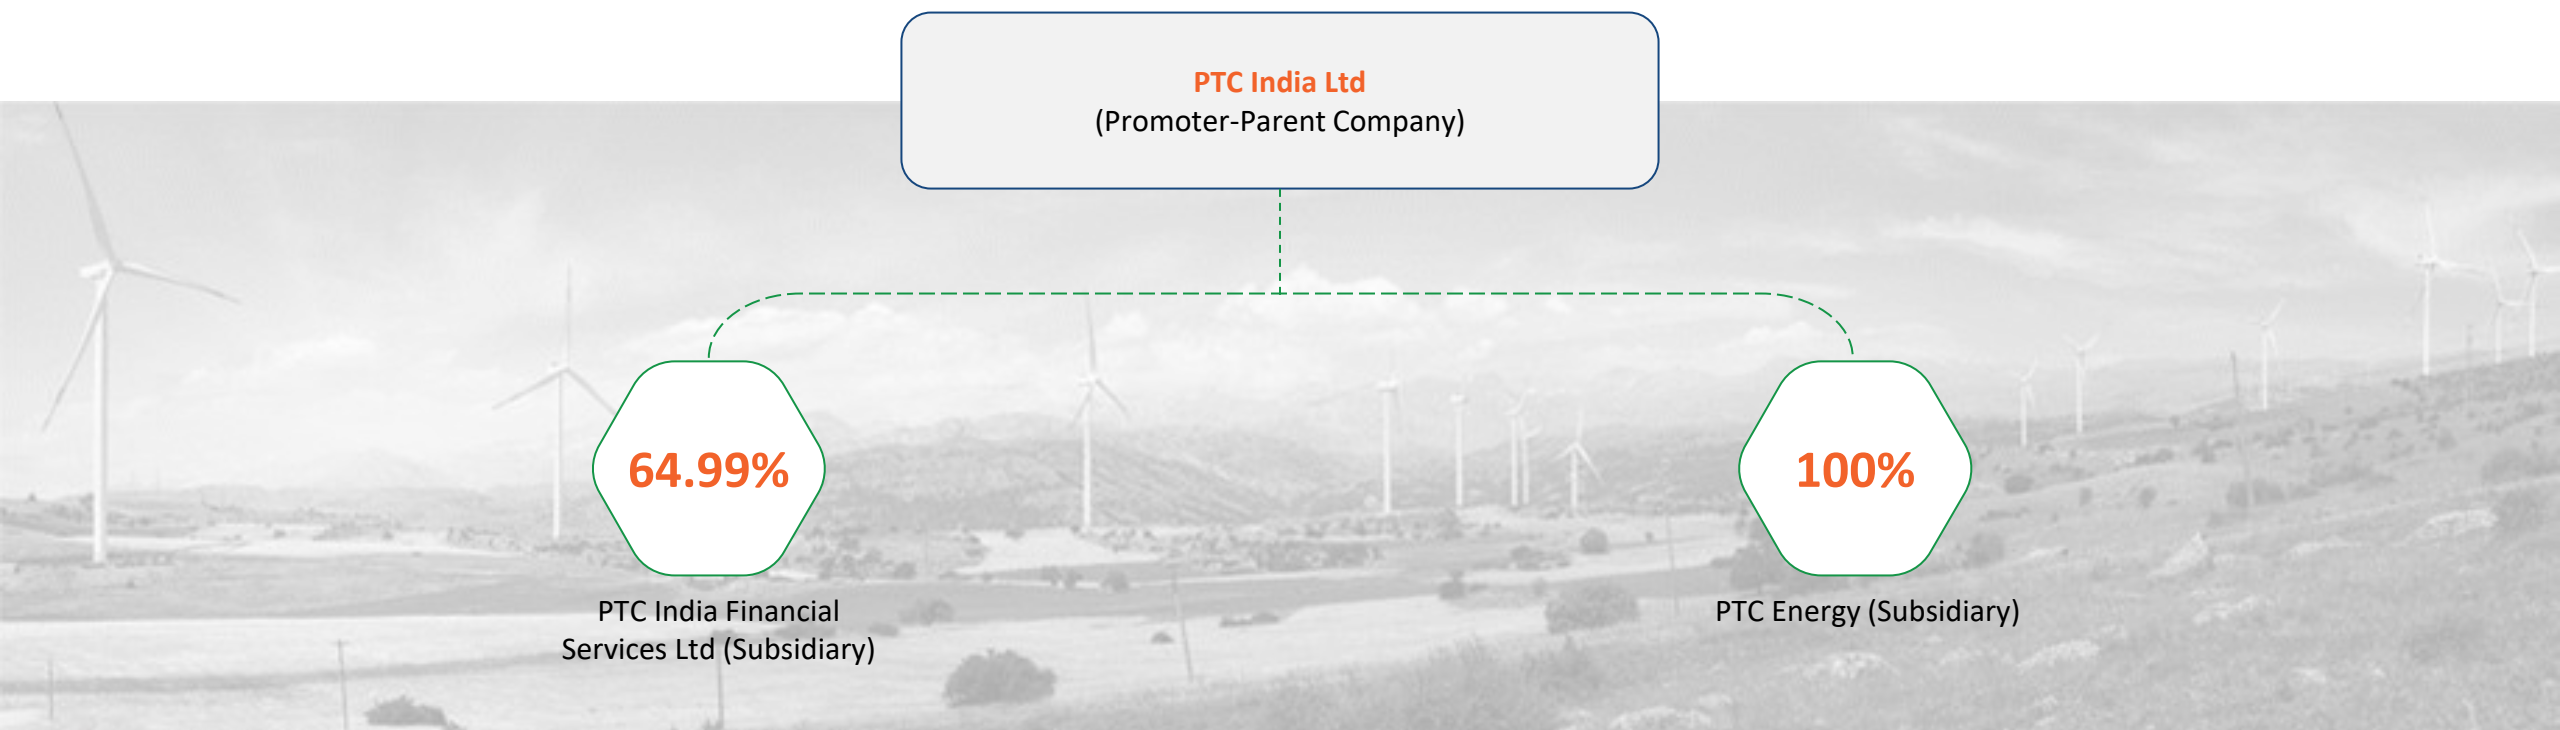 PTC India Ltd
(Promoter-Parent Company)
64.99%
100%
PTC India Financial
Services Ltd (Subsidiary)
PTC Energy (Subsidiary)